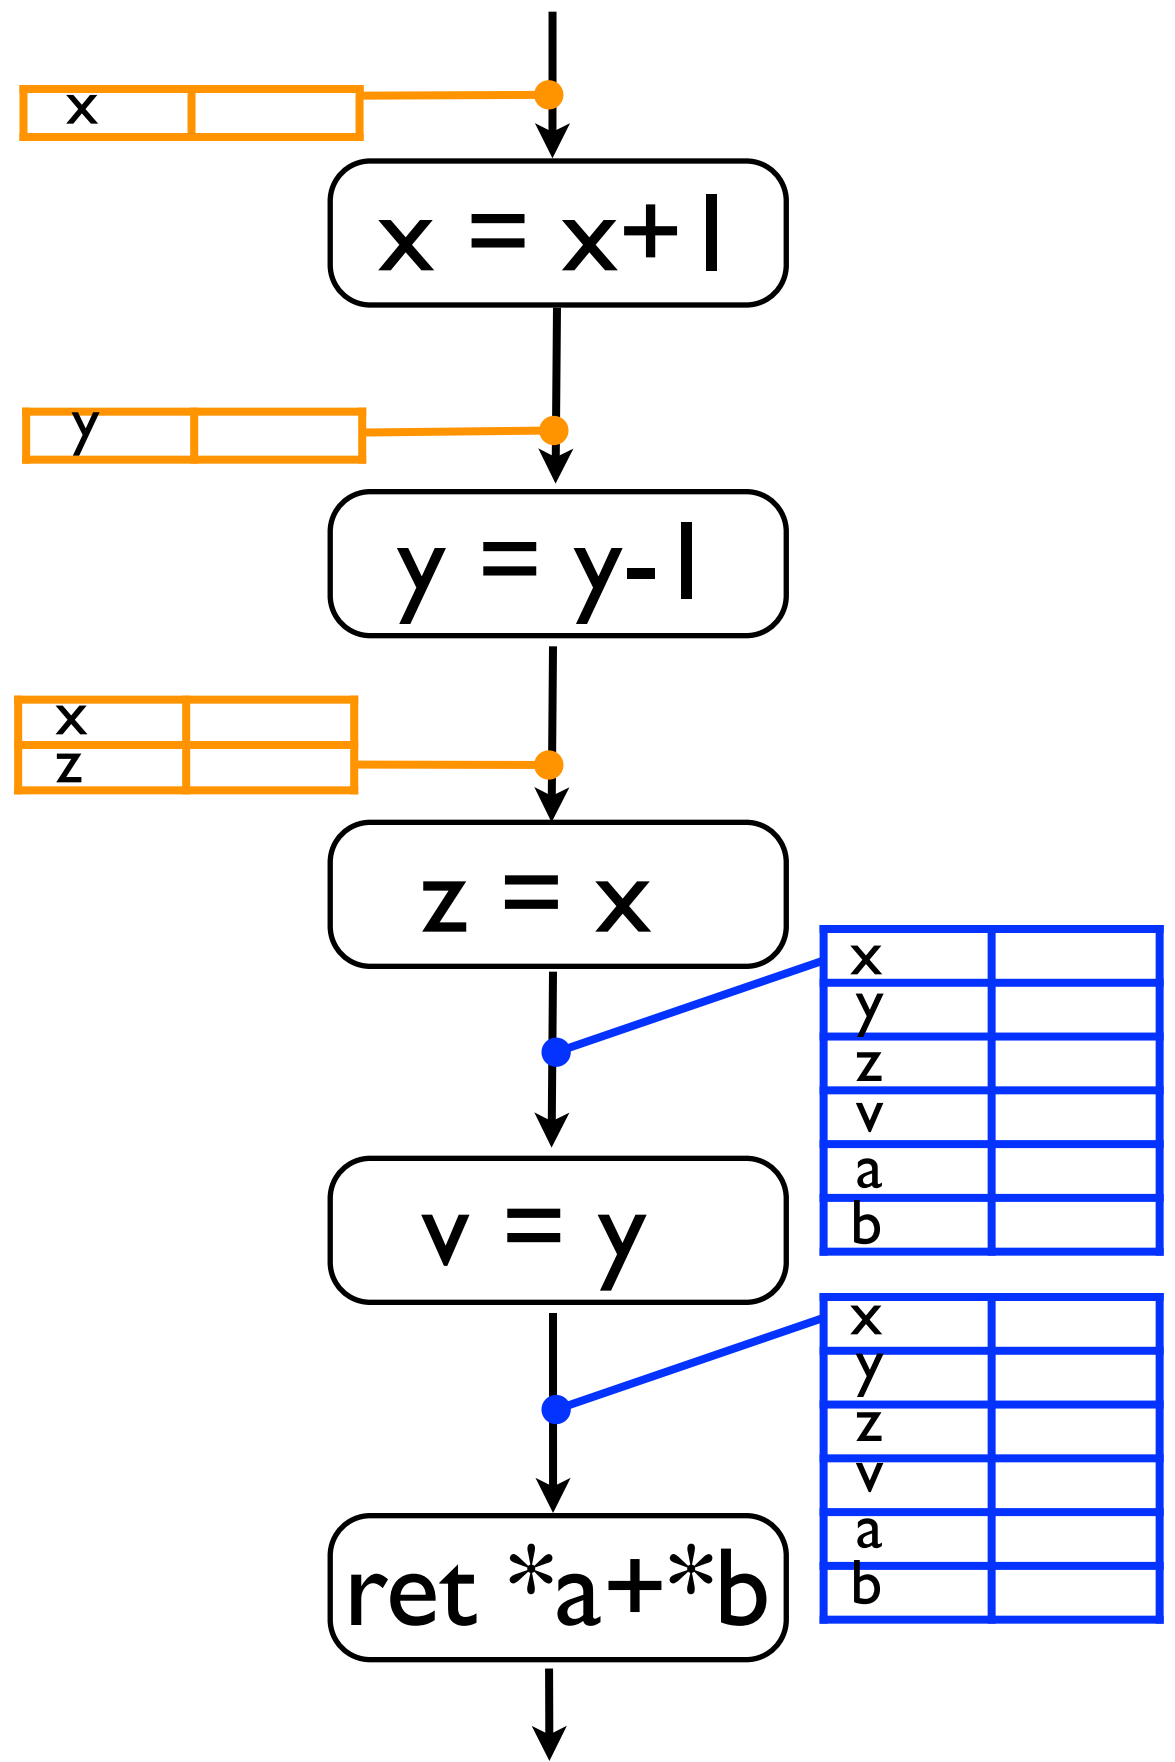 x
x = x+1
y
y = y-1
x
z
z = x
x
y
z
v
a
b
v = y
x
y
z
v
a
b
ret *a+*b